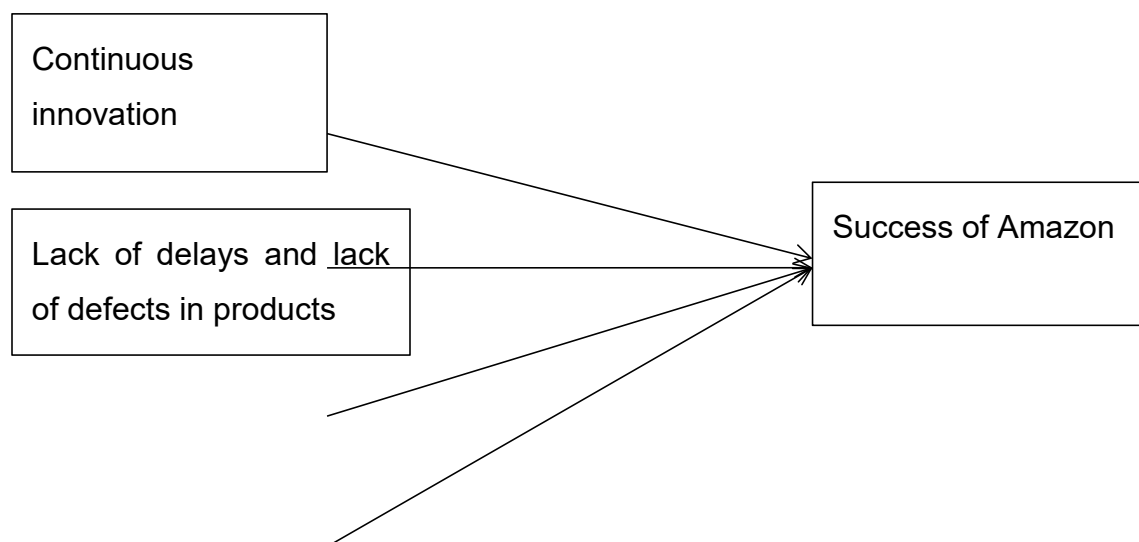 Continuous
innovation
Lack of delays and lack
of defects in products
Success of Amazon